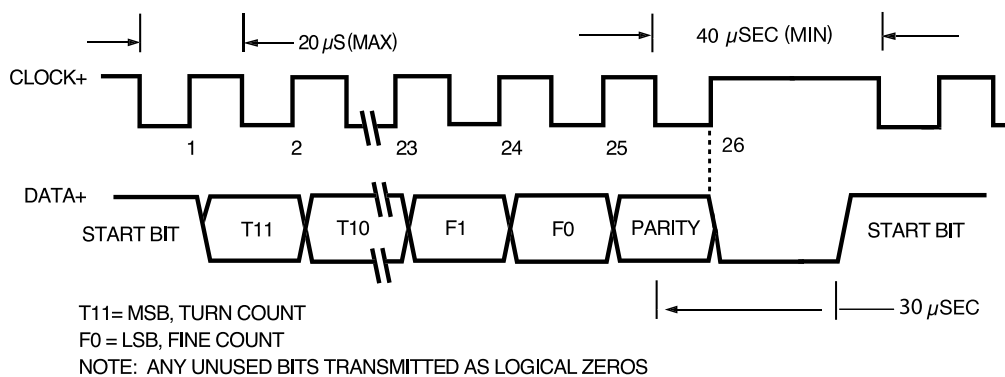 20 µS(MAX)
40 µSEC (MIN)
CLOCK+
1 2 23 24 25 26
DATA+
START BIT T11 T10 F1 F0 PARITY START BIT
30 µSEC
T11= MSB, TURN COUNT
F0 = LSB, FINE COUNT
NOTE: ANY UNUSED BITS TRANSMITTED AS LOGICAL ZEROS